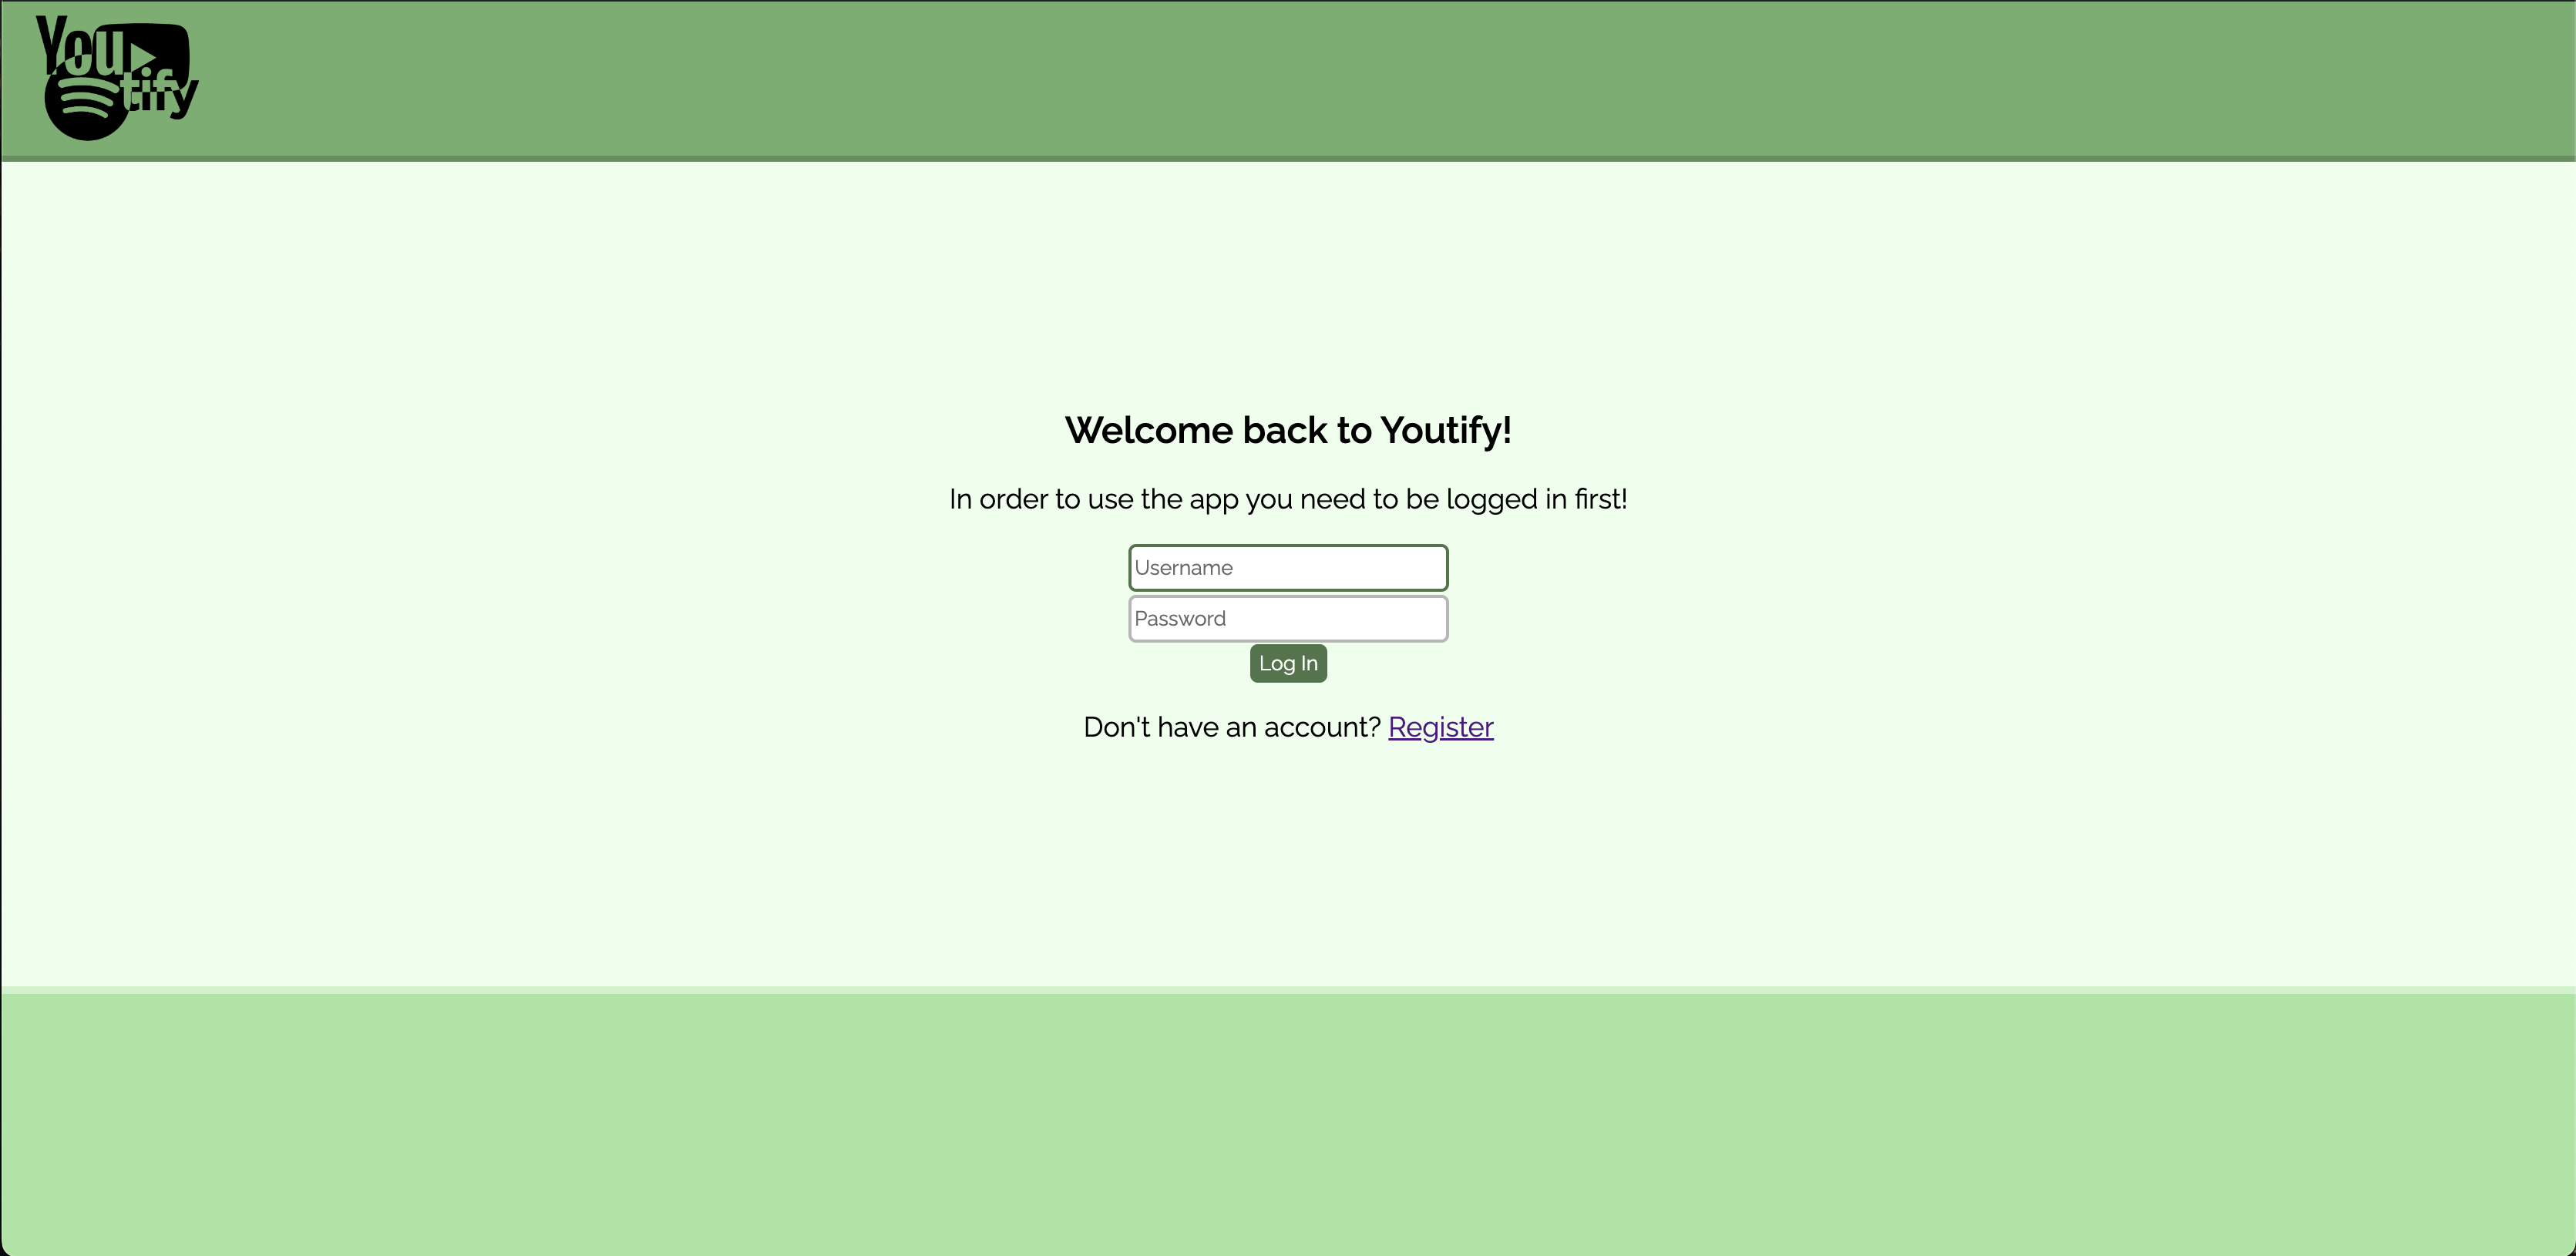 You
tify
Welcome back to Youtify!
In order to use the app you need to be logged in first!
Username
Password
Log In
Don't have an account? Register